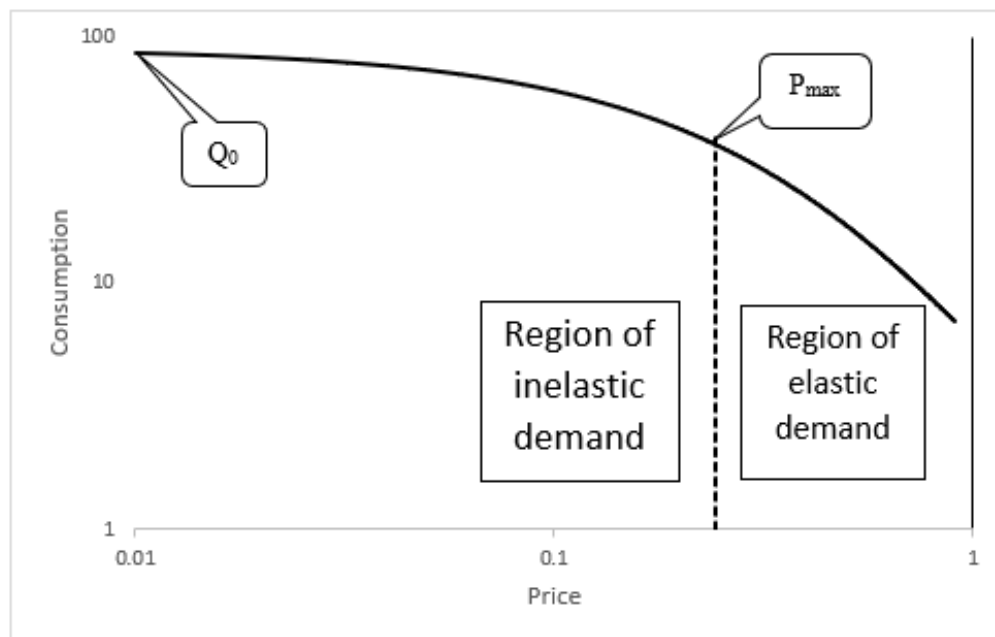 100
Pmax
Q0
Consumption
10
Region of
inelastic
demand
Region of
elastic
demand
1
0.01
0.1
1
Price